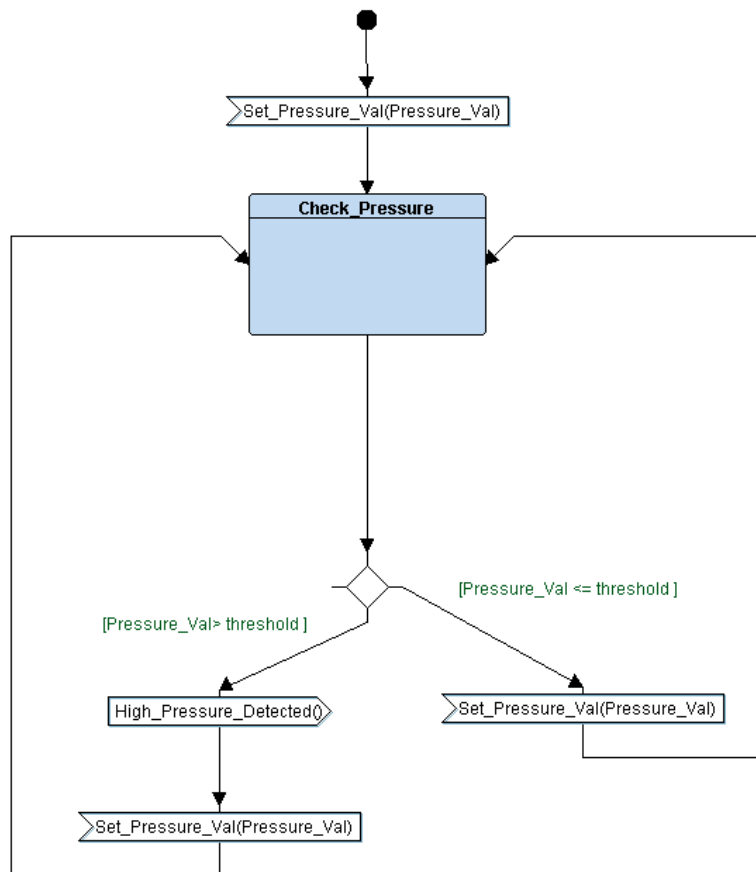 Set_Pressure_Val(Pressure_Val)
Check_Pressure
[Pressure_Val <= threshold ]
[Pressure_Val> threshold ]
High_Pressure_Detected()
Set_Pressure_Val(Pressure_Val)
Set_Pressure_Val(Pressure_Val)